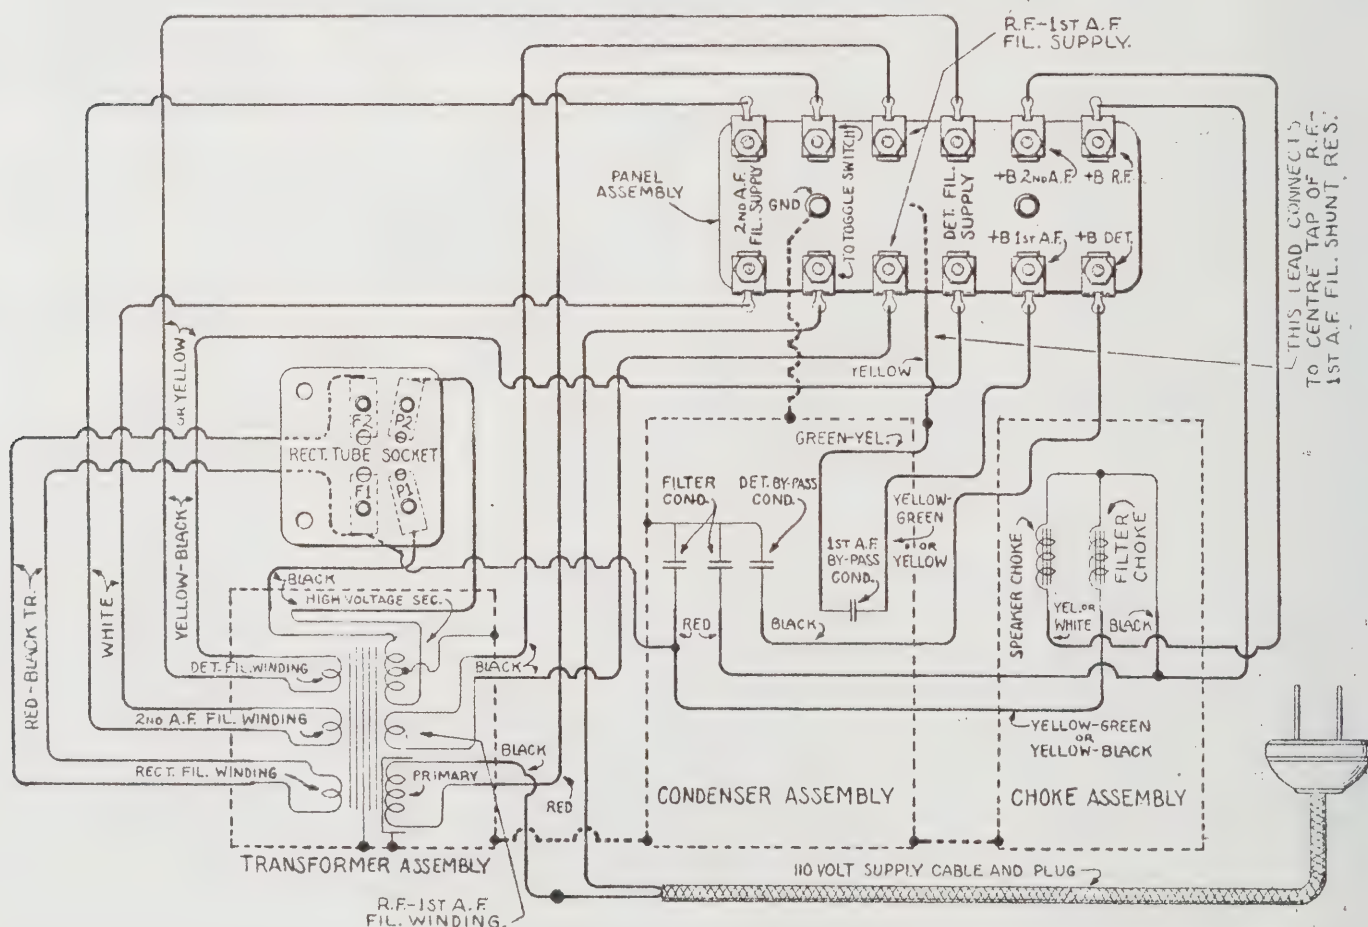 R.F.-1ST A.F.
FIL. SUPPLY.
THIS LEAD CONNECTS
TO CENTRE TAP OF R.F.-
1ST A.F. FIL. SHUNT. RES.
PANEL
ASSEMBLY
2ND A.F.
FIL. SUPPLY
GND
TO TOGGLE SWITCH
DET. FIL.
SUPPLY
+B 2ND A.F.
+B R.F.
+B 1ST A.F.
+B DET.
OR YELLOW
YELLOW
F2
P2
RECT. TUBE SOCKET
F1
P1
GREEN-YEL.
FILTER
COND.
DET. BY-PASS
COND.
YELLOW-
GREEN
OR
YELLOW
1ST A.F.
BY-PASS
COND.
SPEAKER CHOKE
FILTER
CHOKE
RED-BLACK TR.
WHITE
YELLOW-BLACK
BLACK
HIGH VOLTAGE SEC.
RED
BLACK
YEL. OR
WHITE
BLACK
DET. FIL. WINDING
BLACK
2ND A.F. FIL. WINDING
YELLOW-GREEN
OR
YELLOW-BLACK
BLACK
RECT. FIL. WINDING
PRIMARY
RED
CONDENSER ASSEMBLY
CHOKE ASSEMBLY
TRANSFORMER ASSEMBLY
110 VOLT SUPPLY CABLE AND PLUG
R.F.-1ST A.F.
FIL. WINDING.